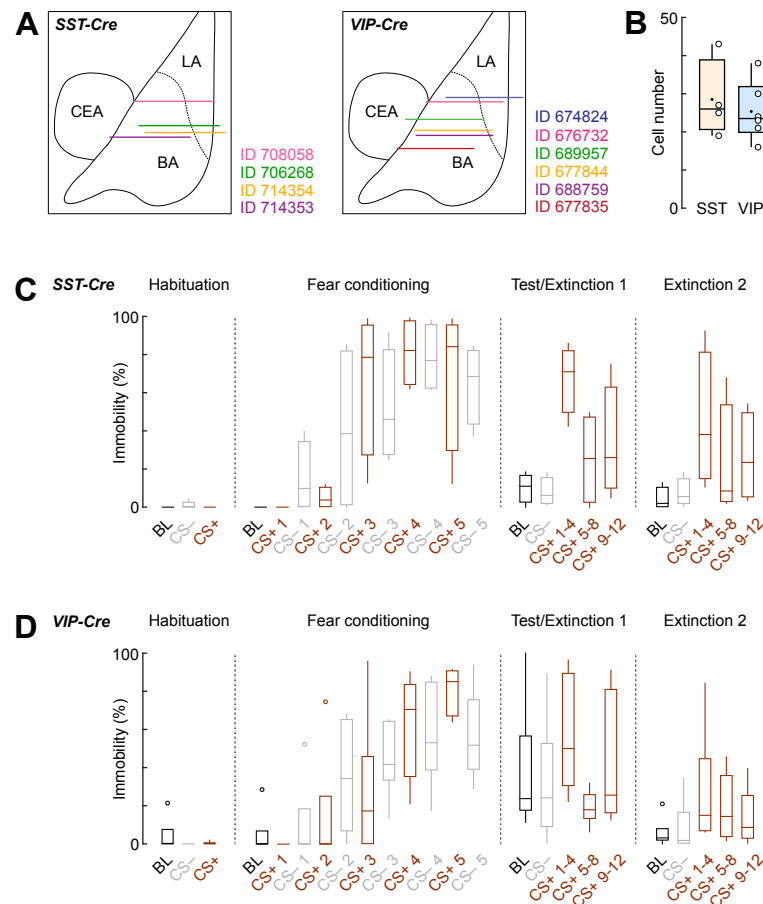 A
SST-Cre
LA
CEA
BA
ID 708058
ID 706268
ID 714354
ID 714353
VIP-Cre
LA
CEA
BA
ID 674824
ID 676732
ID 689957
ID 677844
ID 688759
ID 677835
B
50
Cell number
0
SST
VIP
C
SST-Cre
Habituation
Fear conditioning
Test/Extinction 1
Extinction 2
100
Immobility (%)
0
BL
CS–
CS+
BL
CS+ 1
CS– 1
CS+ 2
CS– 2
CS+ 3
CS– 3
CS+ 4
CS– 4
CS+ 5
CS– 5
BL
CS–
CS+ 1-4
CS+ 5-8
CS+ 9-12
BL
CS–
CS+ 1-4
CS+ 5-8
CS+ 9-12
D
VIP-Cre
Habituation
Fear conditioning
Test/Extinction 1
Extinction 2
100
Immobility (%)
0
BL
CS–
CS+
BL
CS+ 1
CS– 1
CS+ 2
CS– 2
CS+ 3
CS– 3
CS+ 4
CS– 4
CS+ 5
CS– 5
BL
CS–
CS+ 1-4
CS+ 5-8
CS+ 9-12
BL
CS–
CS+ 1-4
CS+ 5-8
CS+ 9-12